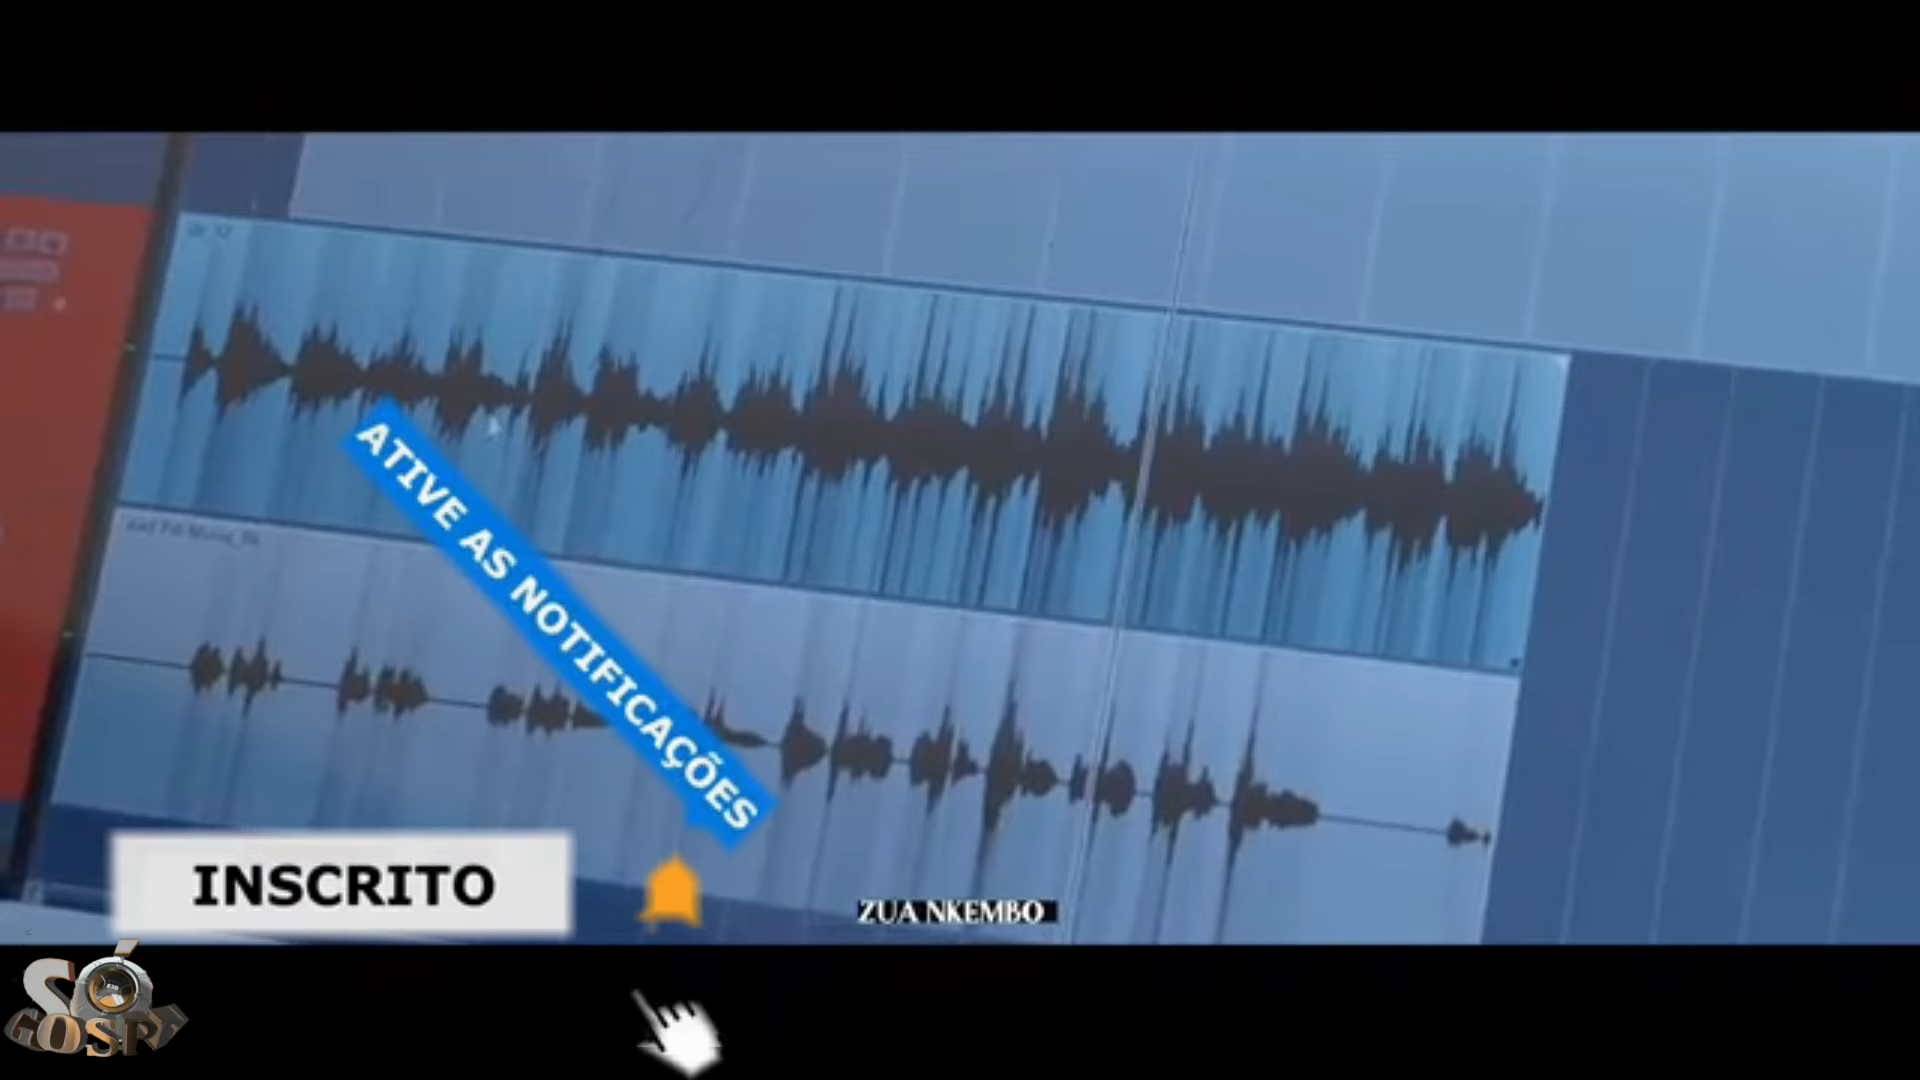 ATIVE AS NOTIFICAÇÕES
INSCRITO
ZUA NKEMBO
SÓ
GOSP